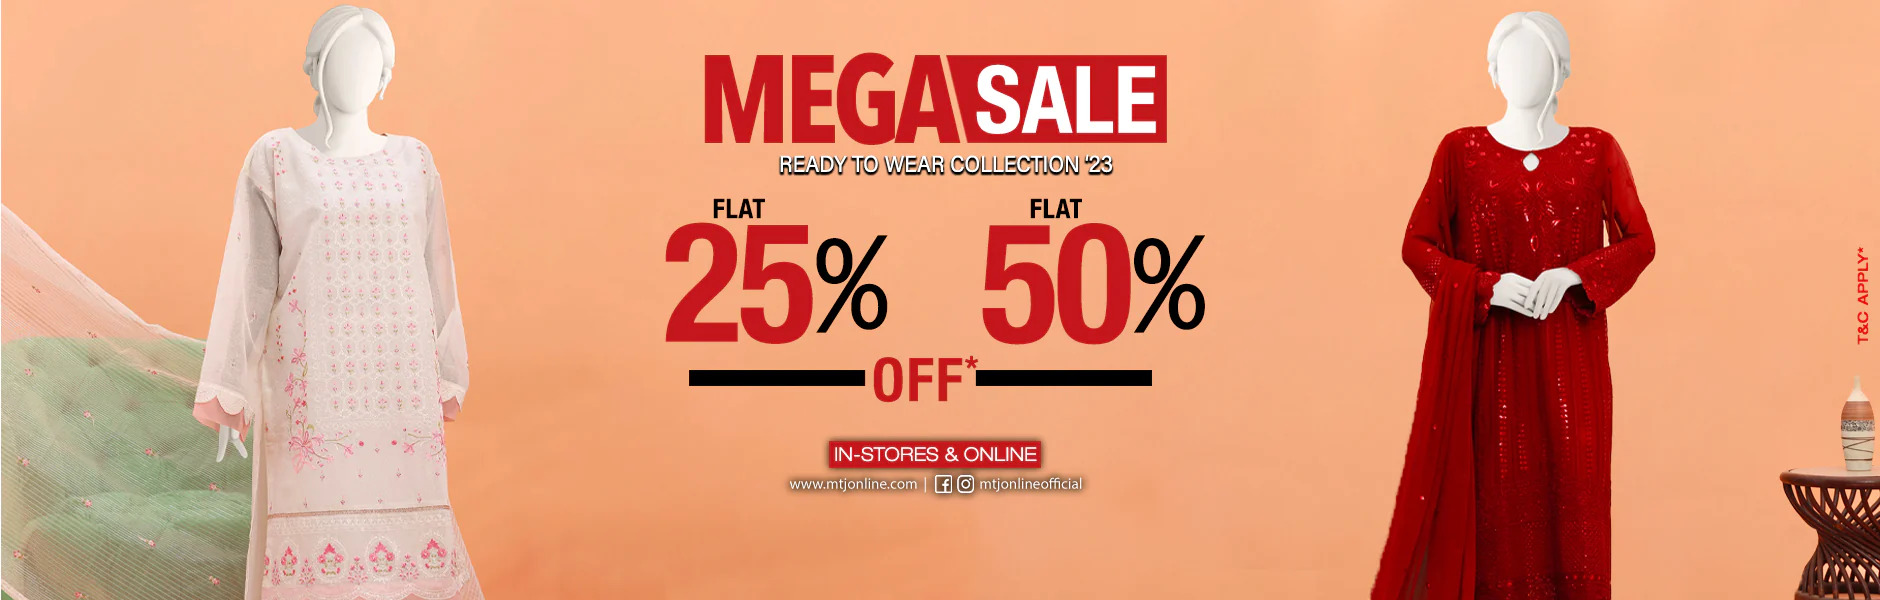 MEGA SALE
READY TO WEAR COLLECTION '23
FLAT FLAT
25% 50%
OFF*
IN-STORES & ONLINE
www.mtjonline.com | mtjonlineofficial
T&C APPLY*